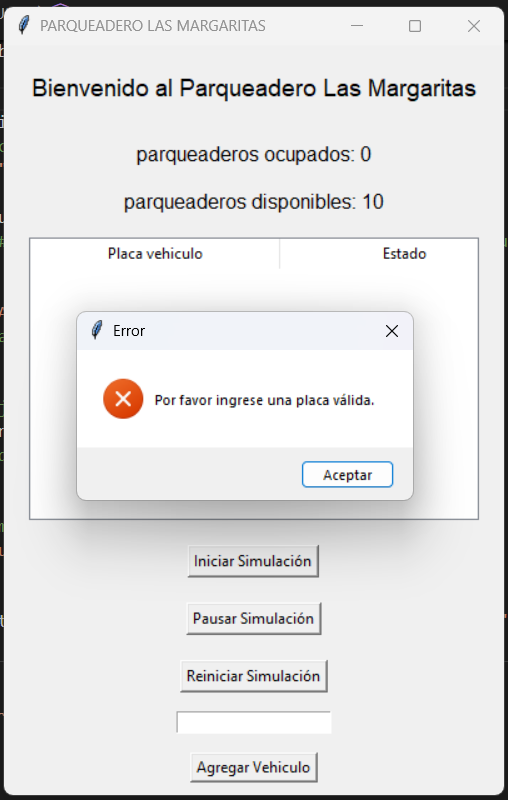 PARQUEADERO LAS MARGARITAS
Bienvenido al Parqueadero Las Margaritas
parqueaderos ocupados: 0
parqueaderos disponibles: 10
Placa vehiculo Estado
Error
Por favor ingrese una placa válida.
Aceptar
Iniciar Simulación
Pausar Simulación
Reiniciar Simulación
Agregar Vehiculo